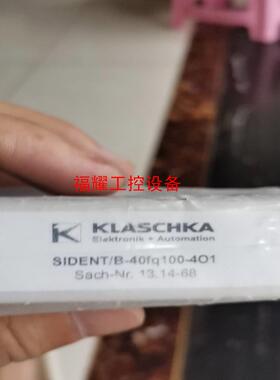 福耀工控设备
KLASCHKA
Elektronik + Automation
SIDENT/B-40fq100-4O1
Sach-Nr. 13.14-68